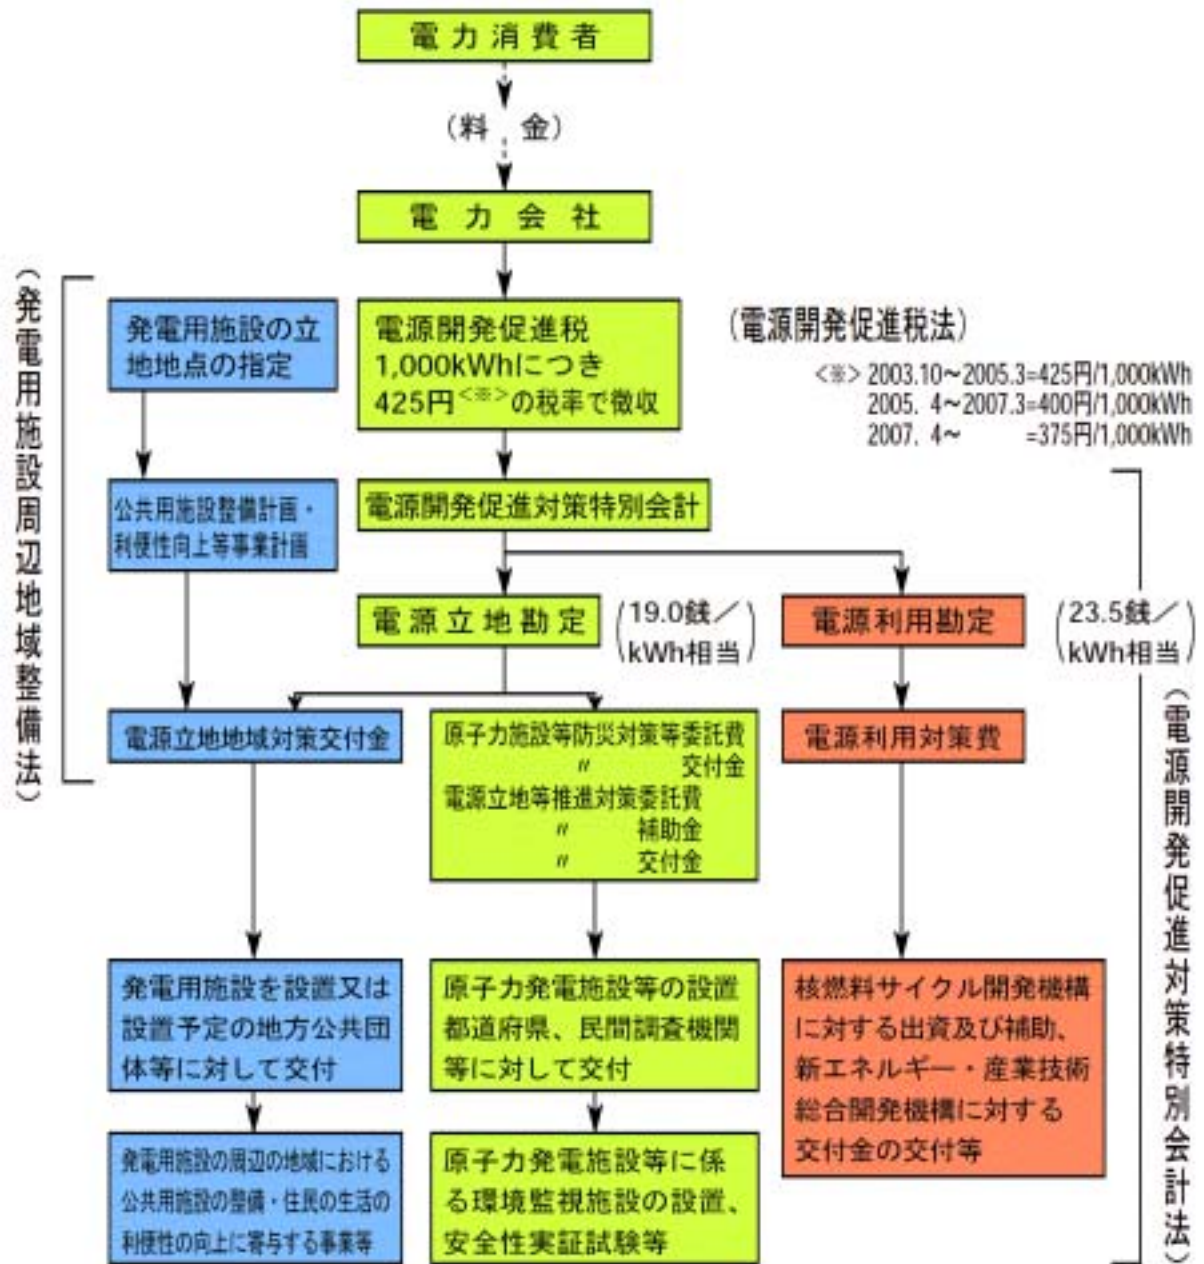 電力消費者
(料 金)
電力会社
(発電用施設周辺地域整備法)
発電用施設の立
地地点の指定
電源開発促進税
1,000kWhにつき
425円<※>の税率で徴収
(電源開発促進税法)
<※> 2003.10～2005.3=425円/1,000kWh
2005. 4～2007.3=400円/1,000kWh
2007. 4～ =375円/1,000kWh
公共用施設整備計画・
利便性向上等事業計画
電源開発促進対策特別会計
電源立地勘定
(19.0銭／
kWh相当)
電源利用勘定
(23.5銭／
kWh相当)
(電源開発促進対策特別会計法)
電源立地地域対策交付金
原子力施設等防災対策等委託費
〃 交付金
電源立地等推進対策委託費
〃 補助金
〃 交付金
電源利用対策費
発電用施設を設置又は
設置予定の地方公共団
体等に対して交付
原子力発電施設等の設置
都道府県、民間調査機関
等に対して交付
核燃料サイクル開発機構
に対する出資及び補助、
新エネルギー・産業技術
総合開発機構に対する
交付金の交付等
発電用施設の周辺の地域における
公共用施設の整備・住民の生活の
利便性の向上に寄与する事業等
原子力発電施設等に係
る環境監視施設の設置、
安全性実証試験等